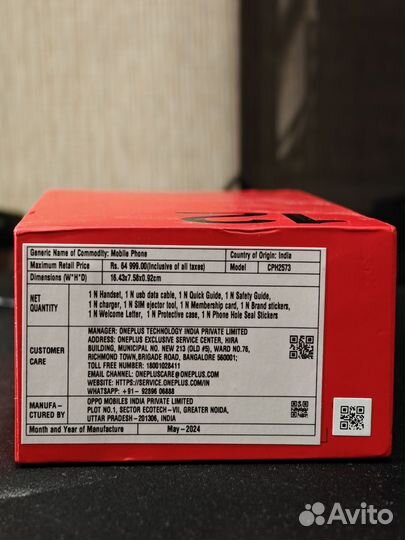 12
Generic Name of Commodity: Mobile Phone Country of Origin: India
Maximum Retail Price Rs. 64 999.00(Inclusive of all taxes) Model CPH2573
Dimensions (W*H*D) 16.43x7.58x0.92cm
NET QUANTITY
1 N Handset, 1 N usb data cable, 1 N Quick Guide, 1 N Safety Guide,
1 N charger, 1 N SIM ejector tool, 1 N Membership card, 1 N Brand stickers,
1 N Welcome Letter, 1 N Protective case, 1 N Phone Hole Seal Stickers
CUSTOMER CARE
MANAGER: ONEPLUS TECHNOLOGY INDIA PRIVATE LIMITED
ADDRESS: ONEPLUS EXCLUSIVE SERVICE CENTER, HIRA
BUILDING, MUNICIPAL NO. NEW 213 (OLD #5), WARD NO.76,
RICHMOND TOWN,BRIGADE ROAD, BANGALORE 560001;
TOLL FREE NUMBER: 18001028411
EMAIL CHANNEL: ONEPLUSCARE@ONEPLUS.COM
WEBSITE: HTTPS://SERVICE.ONEPLUS.COM/IN
WHATSAPP: +91- 92896 06888
MANUFA-
CTURED BY
OPPO MOBILES INDIA PRIVATE LIMITED
PLOT NO.1, SECTOR ECOTECH-VII, GREATER NOIDA,
UTTAR PRADESH-201306, INDIA
Month and Year of Manufacture May-2024
Avito